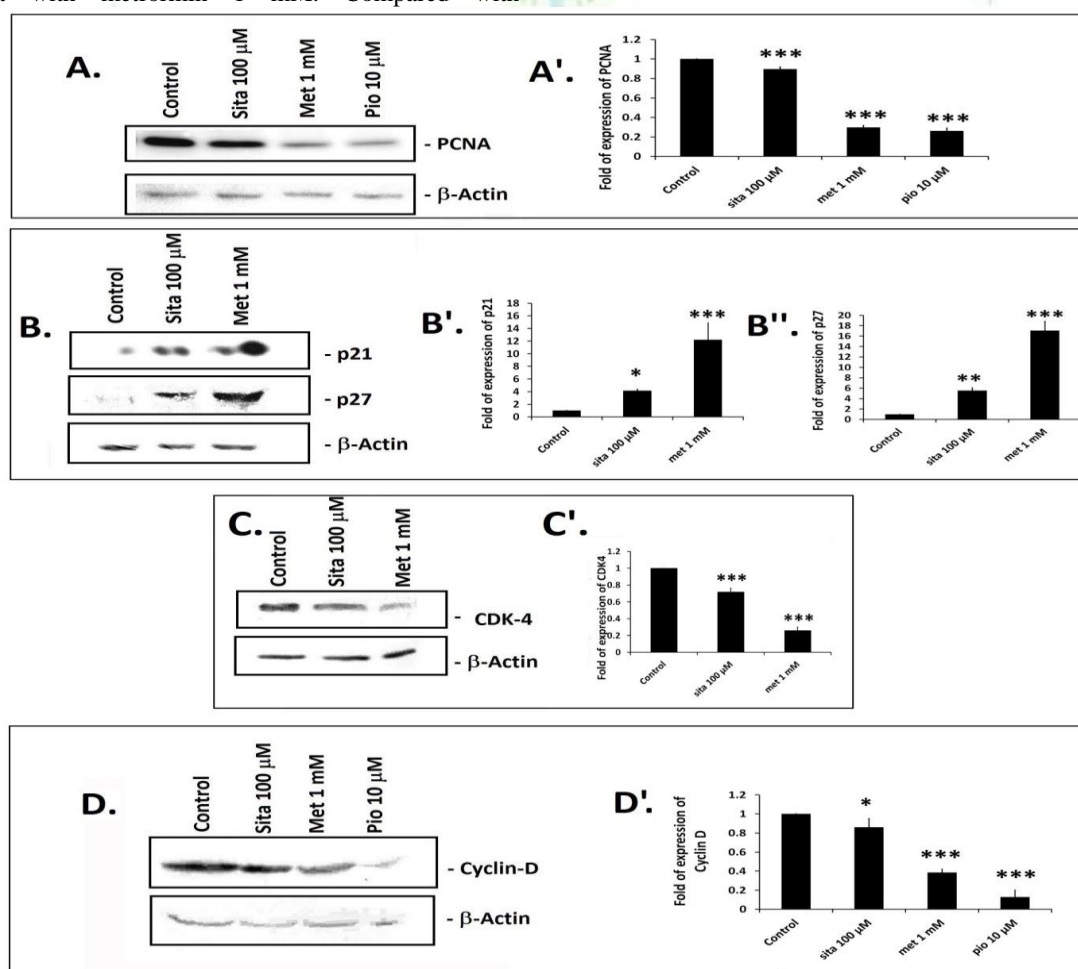 with metformin 1 mM. Compared with
A.
Control
Sita 100 μM
Met 1 mM
Pio 10 μM
- PCNA
- β-Actin
A'.
Fold of expression of PCNA
1.2
1
0.8
0.6
0.4
0.2
0
***
***
***
Control
sita 100 μM
met 1 mM
pio 10 μM
B.
Control
Sita 100 μM
Met 1 mM
- p21
- p27
- β-Actin
B'.
Fold of expression of p21
18
16
14
12
10
8
6
4
2
0
*
***
Control
sita 100 μM
met 1 mM
B''.
Fold of expression of p27
20
18
16
14
12
10
8
6
4
2
0
**
***
Control
sita 100 μM
met 1 mM
C.
Control
Sita 100 μM
Met 1 mM
- CDK-4
- β-Actin
C'.
Fold of expression of CDK4
1.2
1
0.8
0.6
0.4
0.2
0
***
***
Control
sita 100 μM
met 1 mM
D.
Control
Sita 100 μM
Met 1 mM
Pio 10 μM
- Cyclin-D
- β-Actin
D'.
Fold of expression of
Cyclin D
1.2
1
0.8
0.6
0.4
0.2
0
*
***
***
Control
sita 100 μM
met 1 mM
pio 10 μM